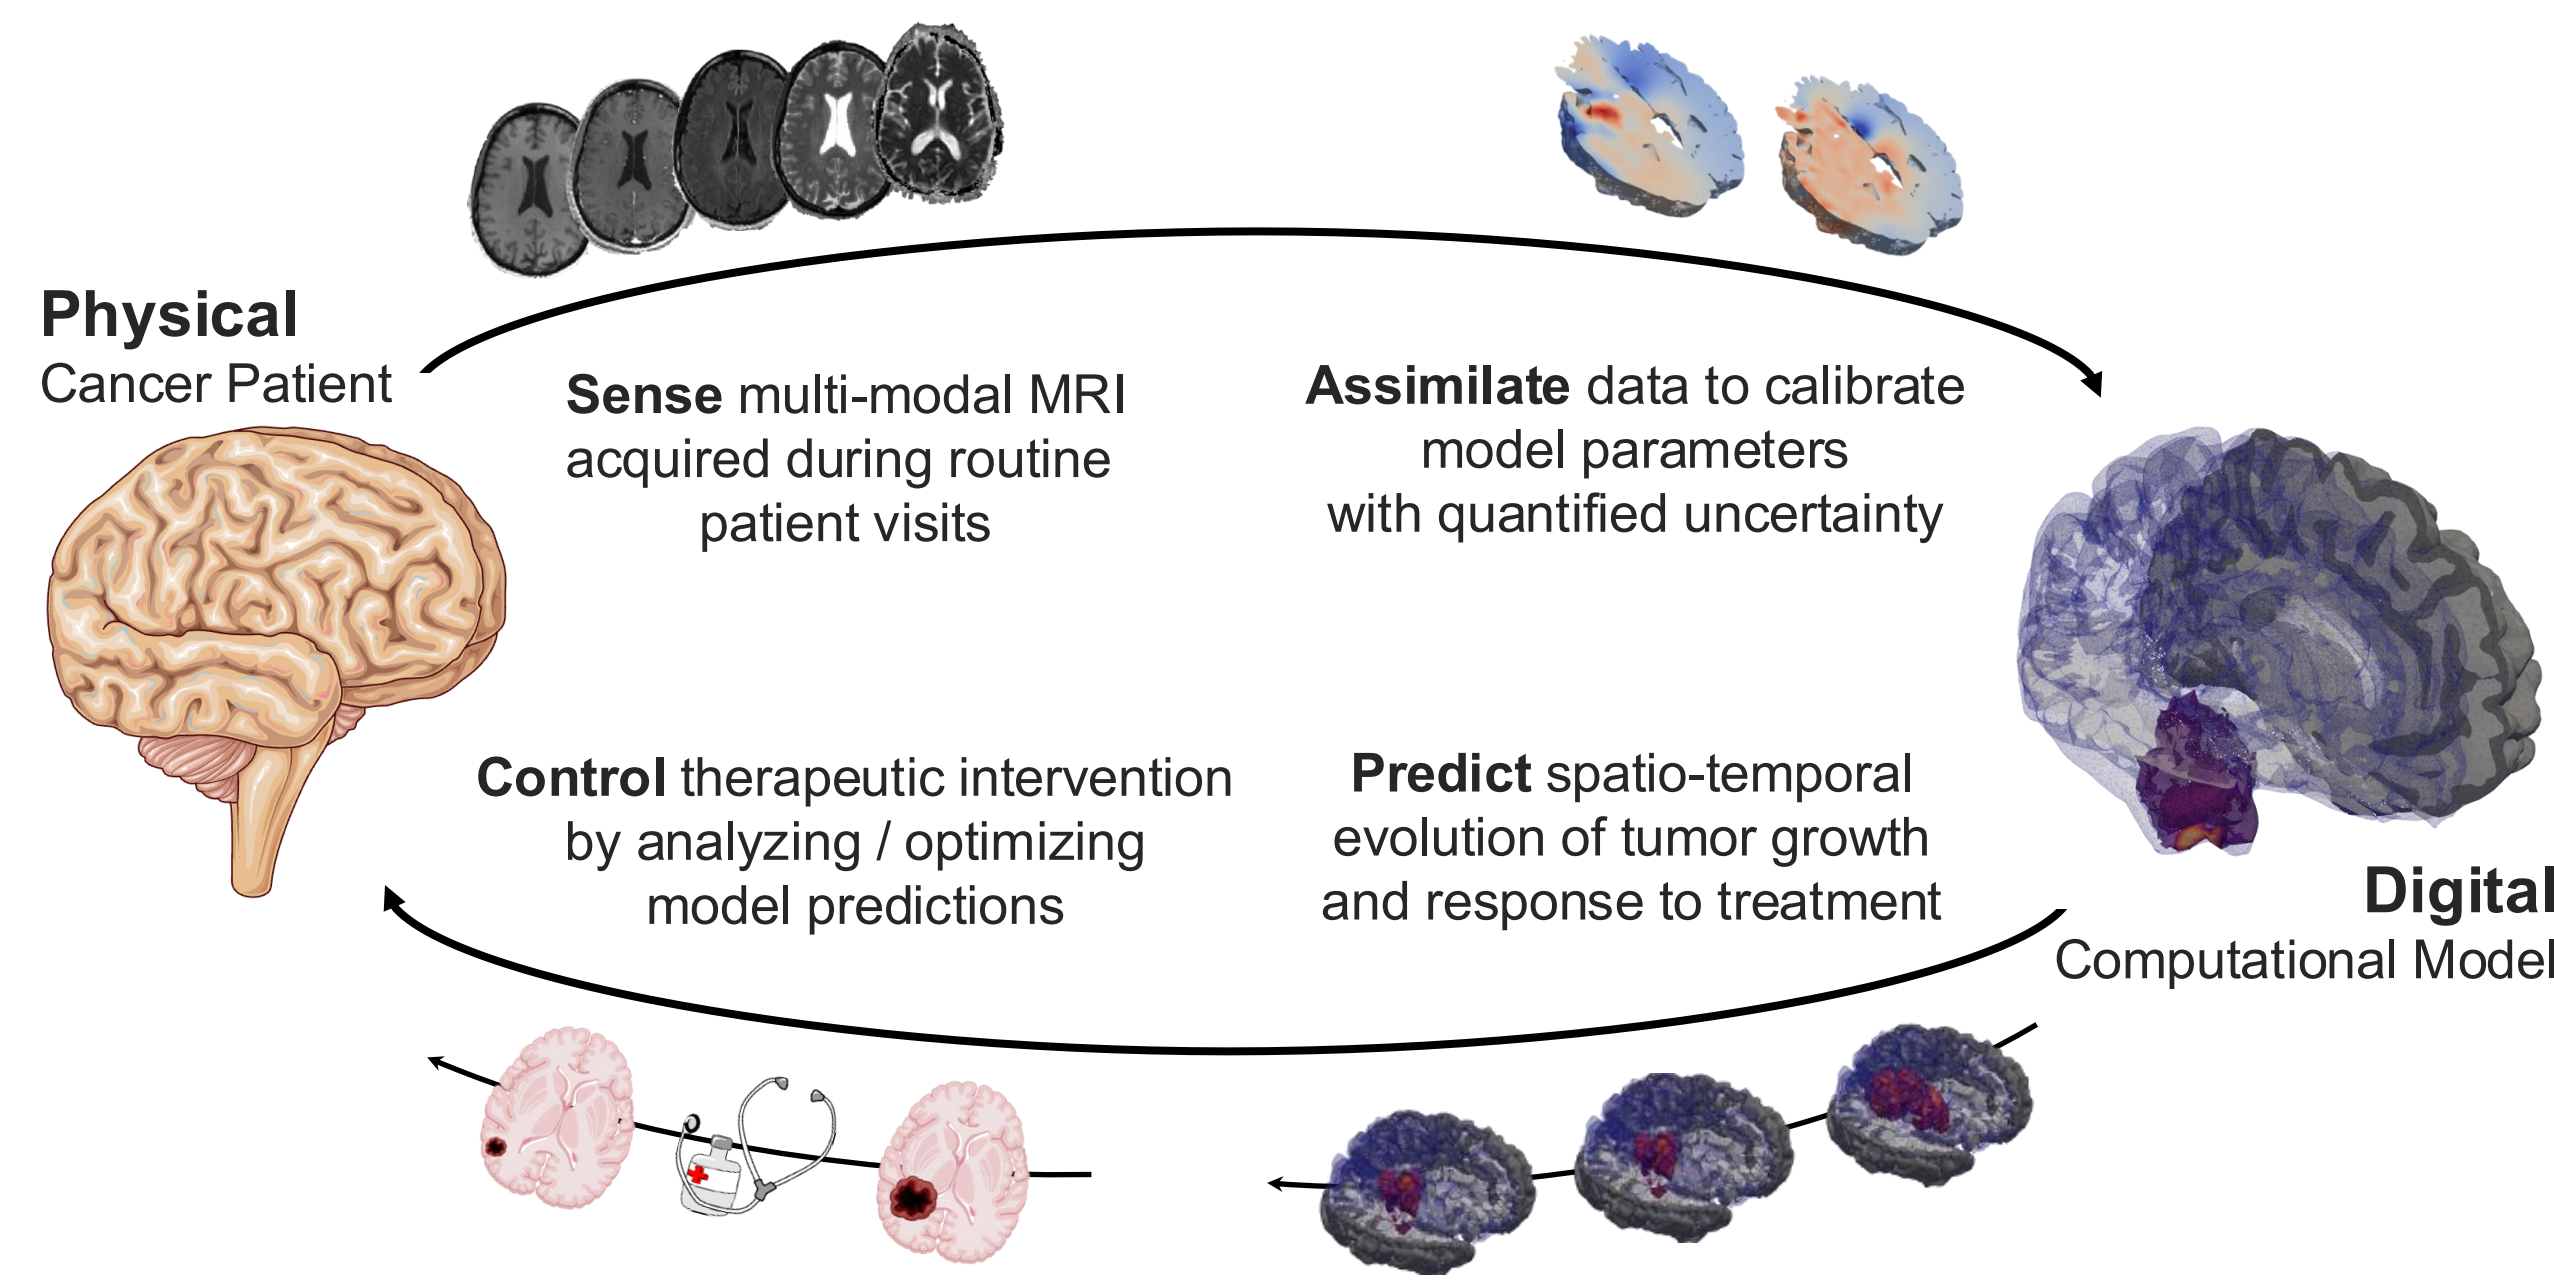 Physical
Cancer Patient
Sense multi-modal MRI
acquired during routine
patient visits
Assimilate data to calibrate
model parameters
with quantified uncertainty
Control therapeutic intervention
by analyzing / optimizing
model predictions
Predict spatio-temporal
evolution of tumor growth
and response to treatment
Digital
Computational Model